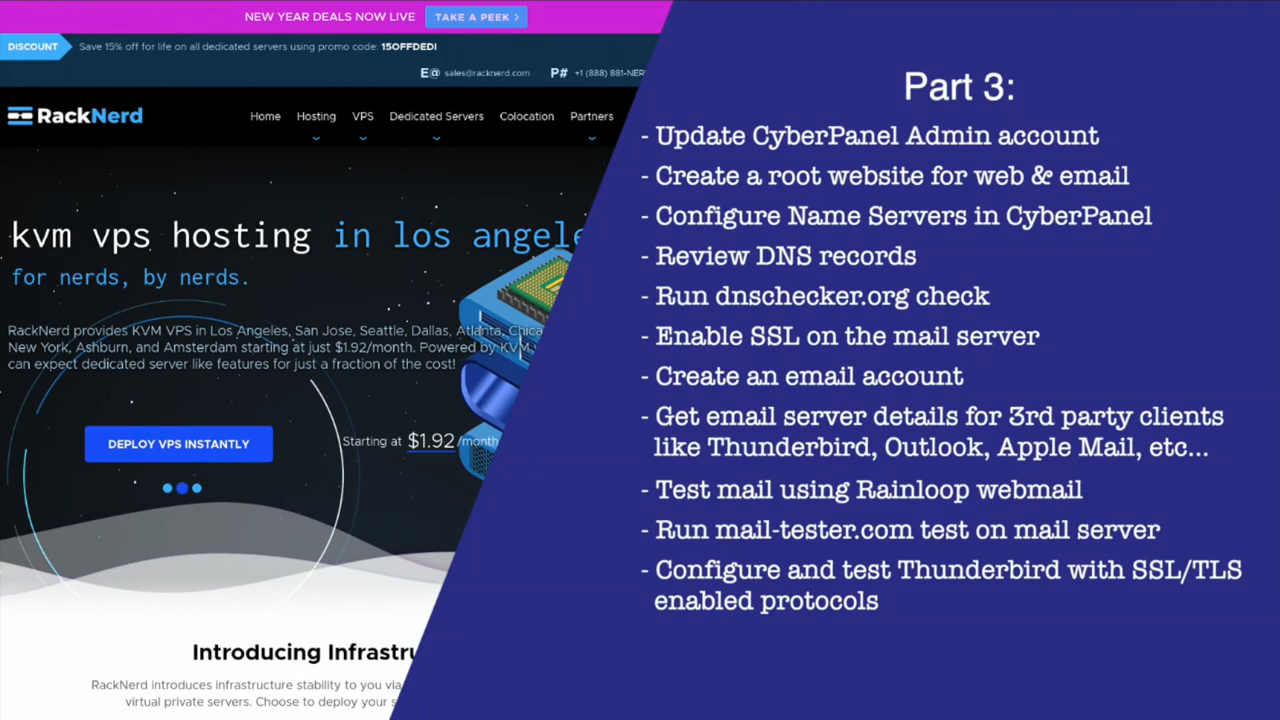 NEW YEAR DEALS NOW LIVE TAKE A PEEK
DISCOUNT Save 15% off for life on all dedicated servers using promo code: 15OFFDEDI
E@ sales@racknerd.com P# +1 (888) 881-NER
RackNerd Home Hosting VPS Dedicated Servers Colocation Partners
kvm vps hosting in los angele
for nerds, by nerds.
RackNerd provides KVM VPS in Los Angeles, San Jose, Seattle, Dallas, Atlanta, Chica
New York, Ashburn, and Amsterdam starting at just $1.92/month. Powered by KVM,
can expect dedicated server like features for just a fraction of the cost!
DEPLOY VPS INSTANTLY Starting at $1.92/month
Introducing Infrastru
RackNerd introduces infrastructure stability to you via
virtual private servers. Choose to deploy your s
Part 3:
- Update CyberPanel Admin account
- Create a root website for web & email
- Configure Name Servers in CyberPanel
- Review DNS records
- Run dnschecker.org check
- Enable SSL on the mail server
- Create an email account
- Get email server details for 3rd party clients
like Thunderbird, Outlook, Apple Mail, etc...
- Test mail using Rainloop webmail
- Run mail-tester.com test on mail server
- Configure and test Thunderbird with SSL/TLS
enabled protocols